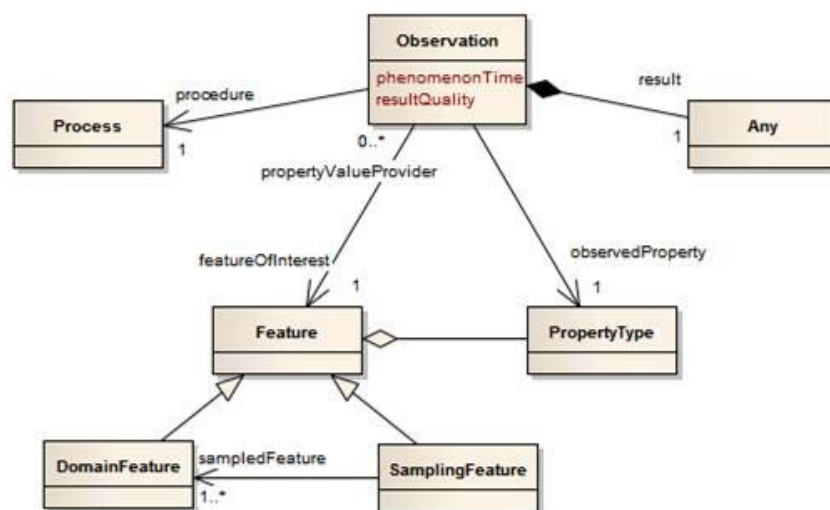 Observation
phenomenonTime
resultQuality
result
procedure
Process
1
0..*
1
Any
propertyValueProvider
featureOfInterest
observedProperty
1
1
Feature
PropertyType
DomainFeature
sampledFeature
SamplingFeature
1..*